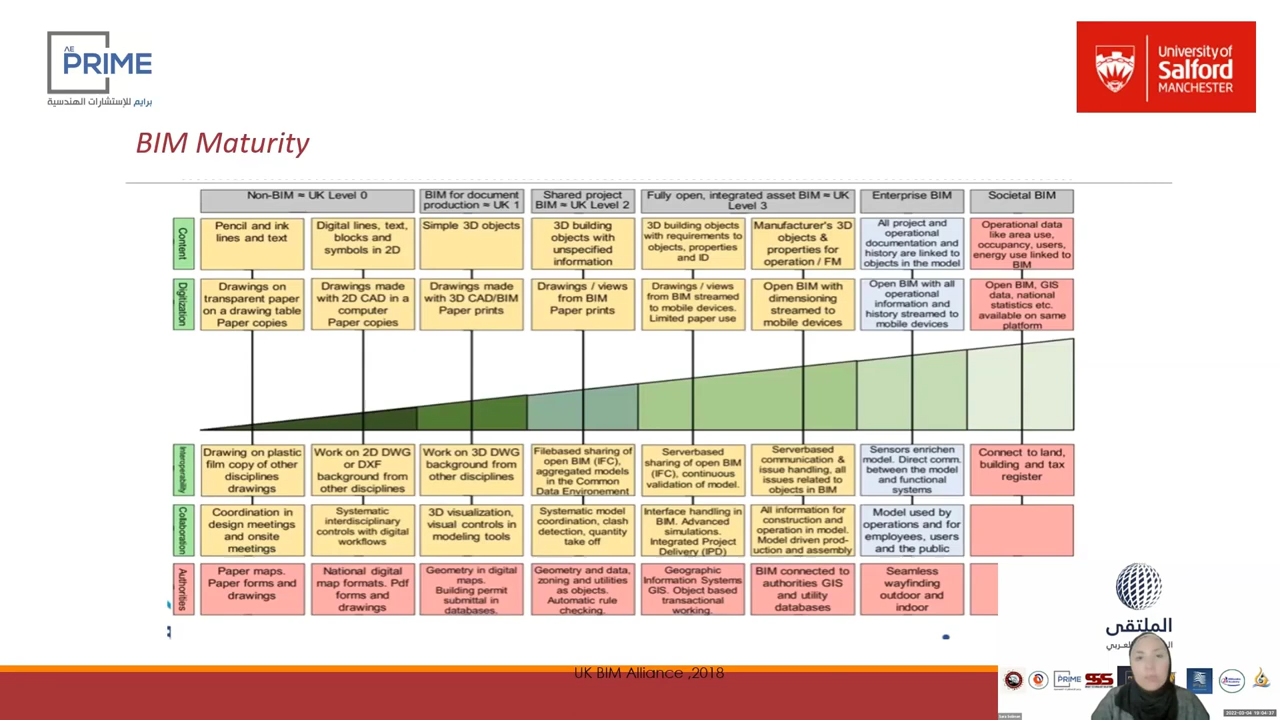 AE
PRIME
برايم للإستشارات الهندسية
University of
Salford
MANCHESTER
BIM Maturity
Non-BIM ≈ UK Level 0
BIM for document
production ≈ UK 1
Shared project
BIM ≈ UK Level 2
Fully open, integrated asset BIM ≈ UK
Level 3
Enterprise BIM
Societal BIM
Content
Pencil and ink
lines and text
Digital lines, text,
blocks and
symbols in 2D
Simple 3D objects
3D building
objects with
unspecified
information
3D building objects
with requirements to
objects, properties
and ID
Manufacturer's 3D
objects &
properties for
operation / FM
All project and
operational
documentation and
history are linked to
objects in the model
Operational data
like area use,
occupancy, users,
energy use linked to
BIM
Digitization
Drawings on
transparent paper
on a drawing table
Paper copies
Drawings made
with 2D CAD in a
computer
Paper copies
Drawings made
with 3D CAD/BIM
Paper prints
Drawings / views
from BIM
Paper prints
Drawings / views
from BIM streamed
to mobile devices.
Limited paper use
Open BIM with
dimensioning
streamed to
mobile devices
Open BIM with all
operational
information and
history streamed to
mobile devices
Open BIM, GIS
data, national
statistics etc.
available on same
platform
Interoperability
Drawing on plastic
film copy of other
disciplines
drawings
Work on 2D DWG
or DXF
background from
other disciplines
Work on 3D DWG
background from
other disciplines
Filebased sharing of
open BIM (IFC),
aggregated models
in the Common
Data Environement
Serverbased
sharing of open BIM
(IFC), continuous
validation of model.
Serverbased
communication &
issue handling, all
issues related to
objects in BIM
Sensors enrichen
model. Direct comm.
between the model
and functional
systems
Connect to land,
building and tax
register
Collaboration
Coordination in
design meetings
and onsite
meetings
Systematic
interdisciplinary
controls with digital
workflows
3D visualization,
visual controls in
modeling tools
Systematic model
coordination, clash
detection, quantity
take off
Interface handling in
BIM. Advanced
simulations.
Integrated Project
Delivery (IPD)
All information for
construction and
operation in model.
Model driven prod-
uction and assembly
Model used by
operations and for
employees, users
and the public
Authorities
Paper maps.
Paper forms and
drawings
National digital
map formats. Pdf
forms and
drawings
Geometry in digital
maps.
Building permit
submittal in
databases.
Geometry and data,
zoning and utilities
as objects.
Automatic rule
checking.
Geographic
Information Systems
GIS. Object based
transactional
working.
BIM connected to
authorities GIS
and utility
databases
Seamless
wayfinding
outdoor and
indoor
الملتقى
UK BIM Alliance ,2018
PRIME
SSS